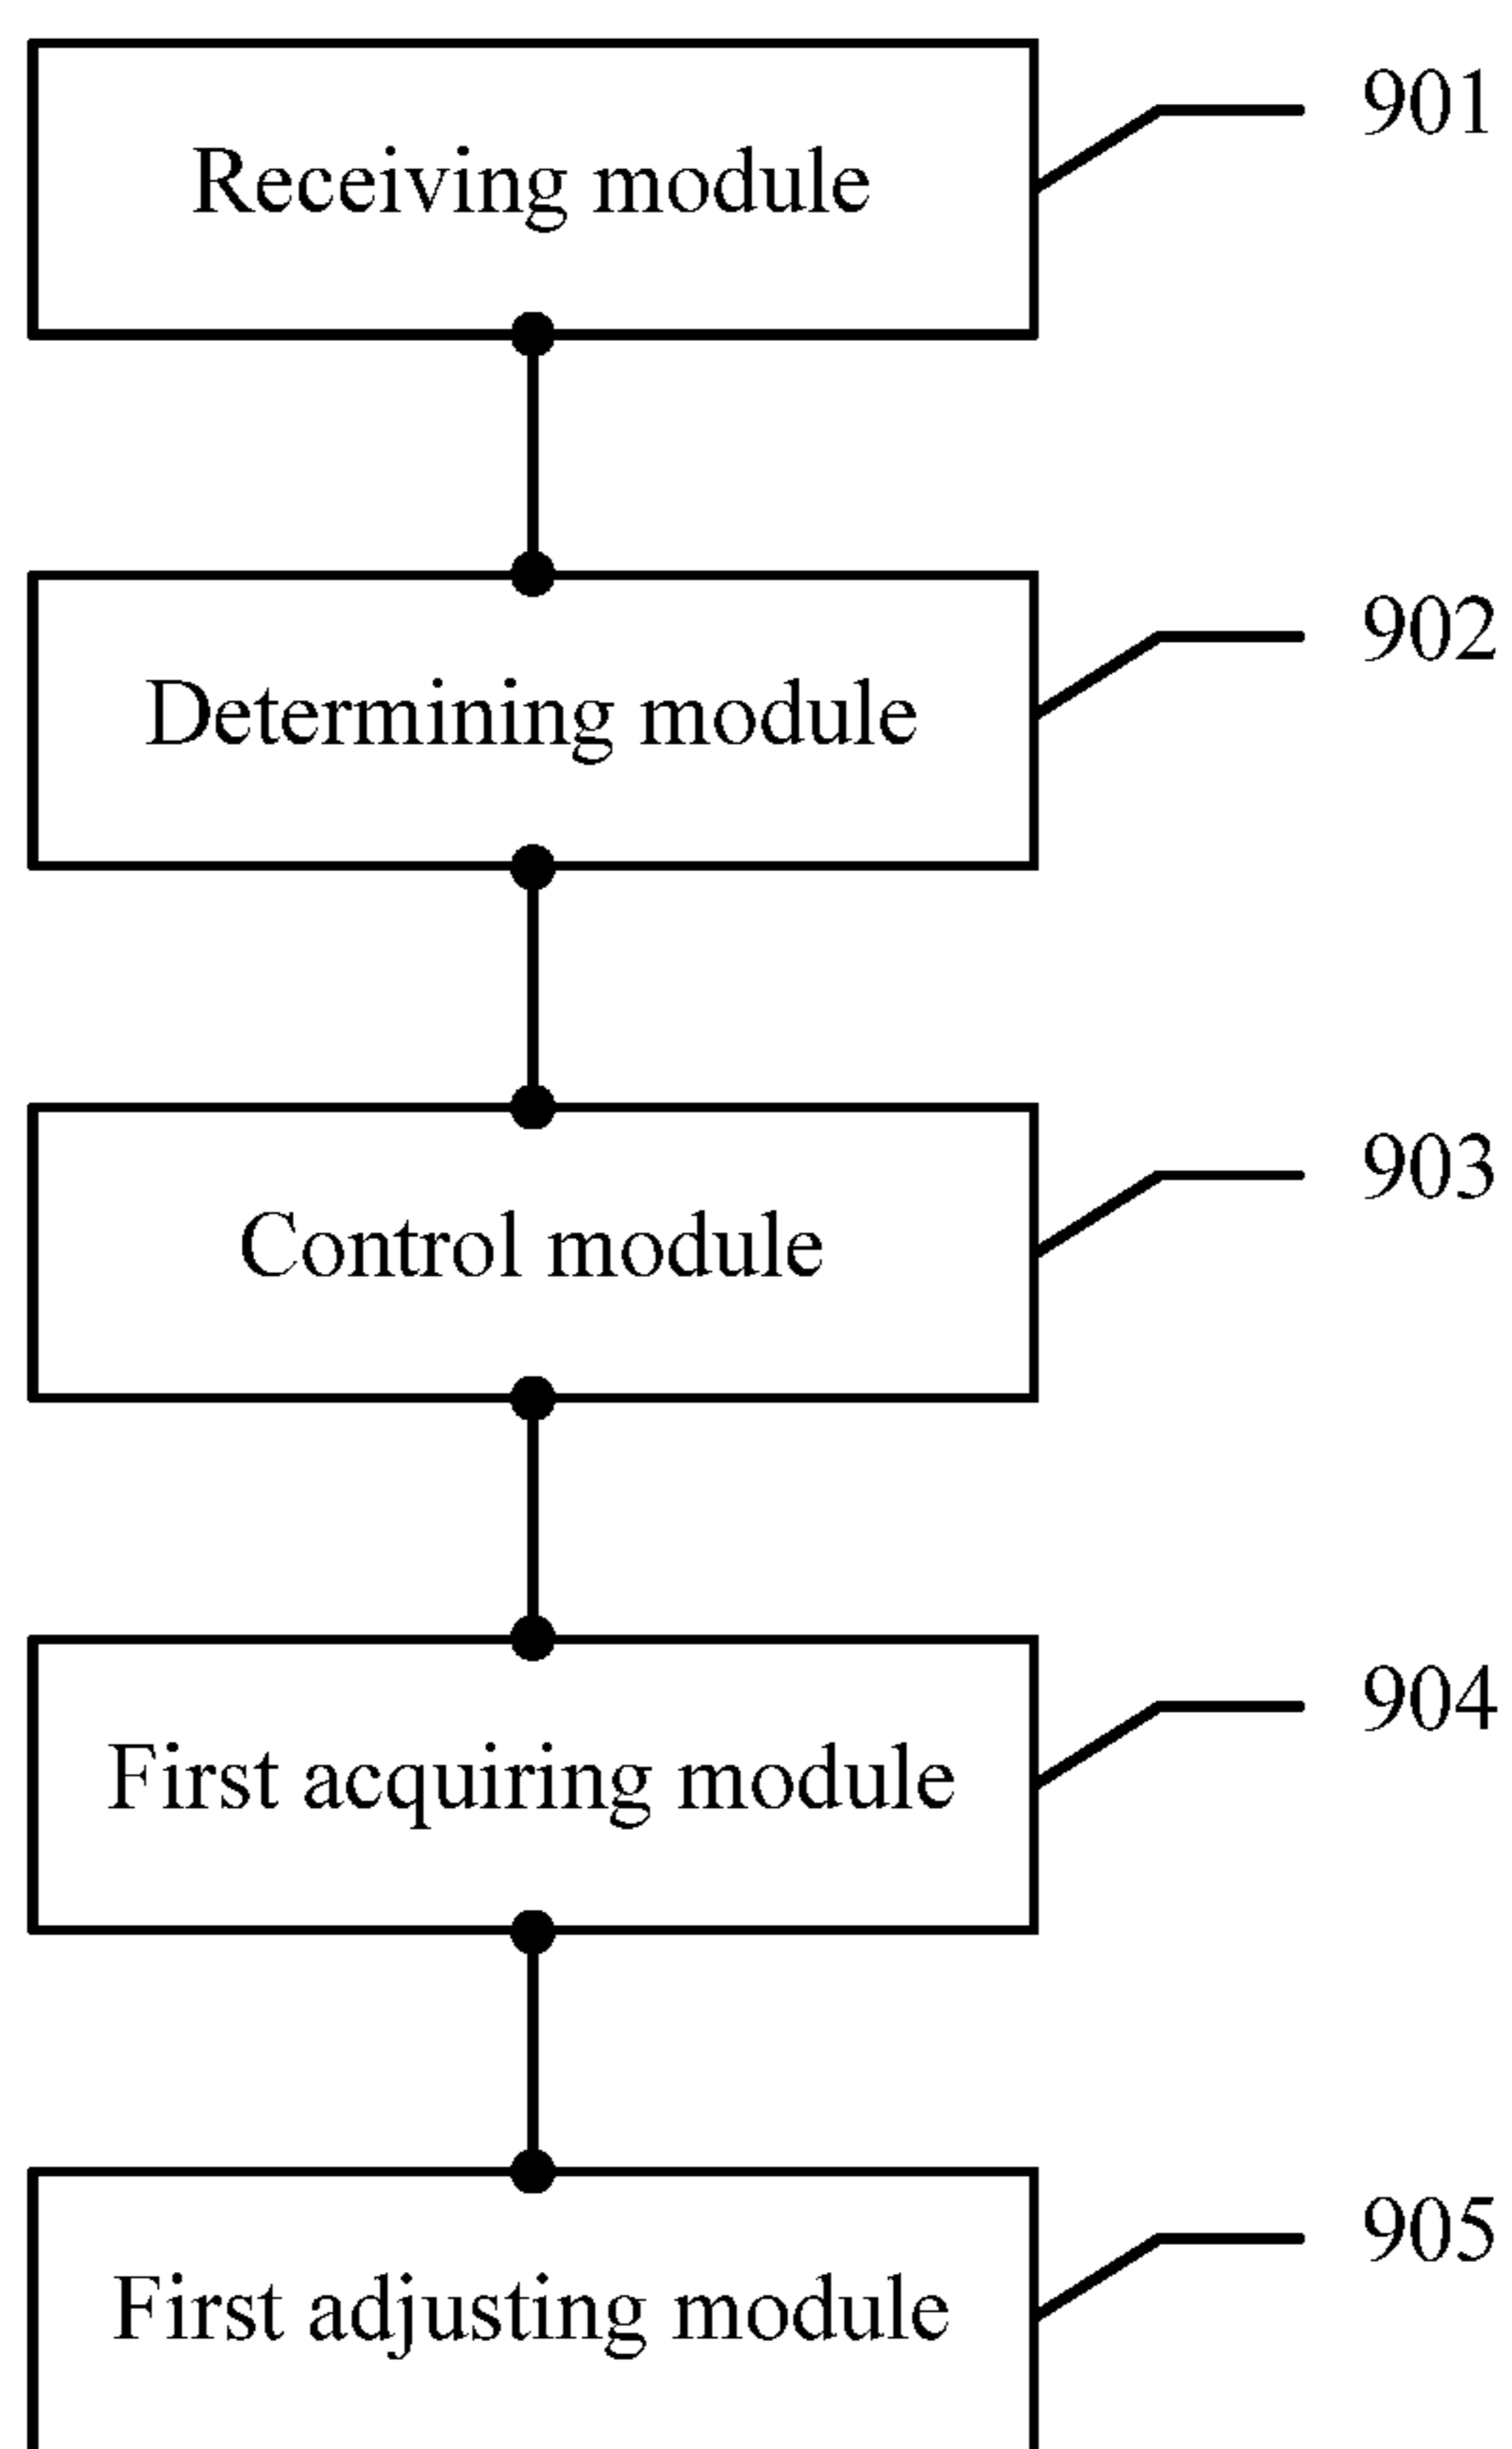 Receiving module
901
Determining module
902
Control module
903
First acquiring module
904
First adjusting module
905